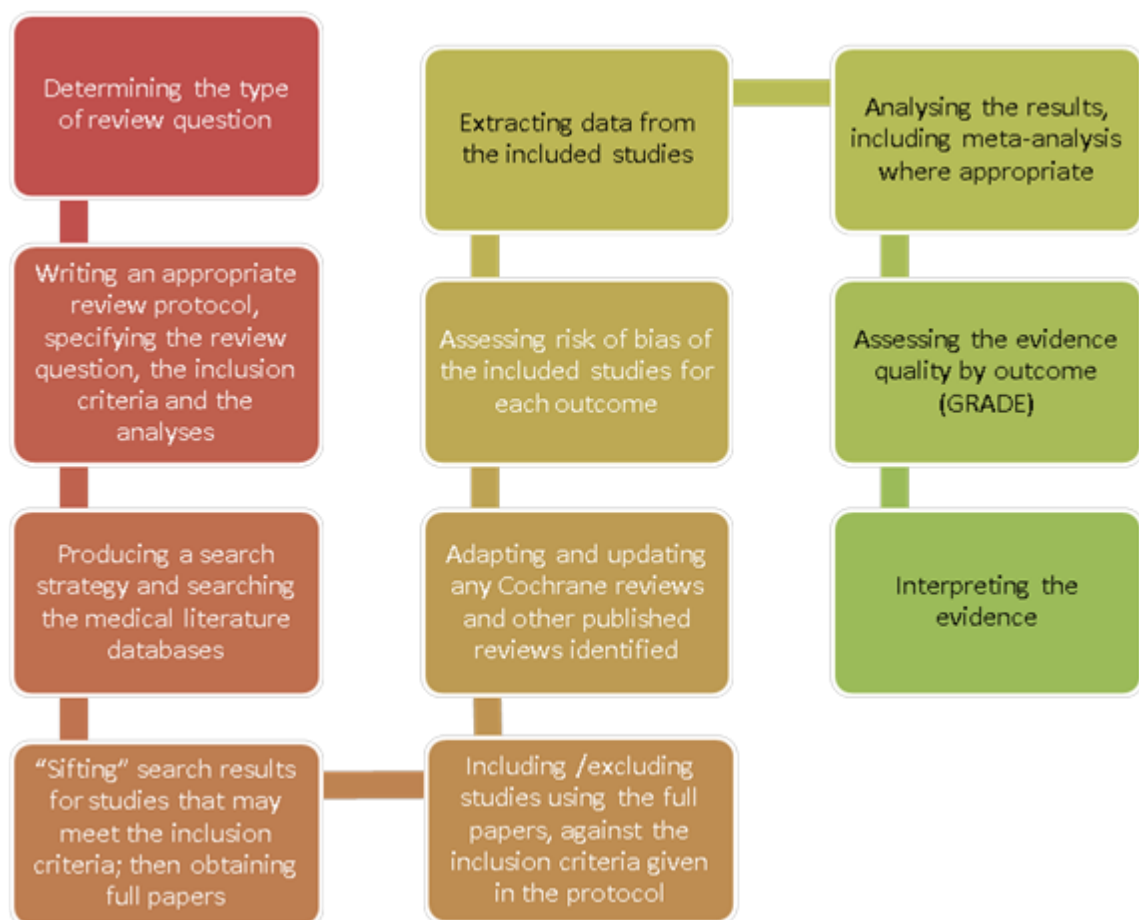 Determining the type
of review question
Writing an appropriate
review protocol,
specifying the review
question, the inclusion
criteria and the
analyses
Producing a search
strategy and searching
the medical literature
databases
“Sifting” search results
for studies that may
meet the inclusion
criteria; then obtaining
full papers
Including /excluding
studies using the full
papers, against the
inclusion criteria given
in the protocol
Adapting and updating
any Cochrane reviews
and other published
reviews identified
Assessing risk of bias of
the included studies for
each outcome
Extracting data from
the included studies
Analysing the results,
including meta-analysis
where appropriate
Assessing the evidence
quality by outcome
(GRADE)
Interpreting the
evidence